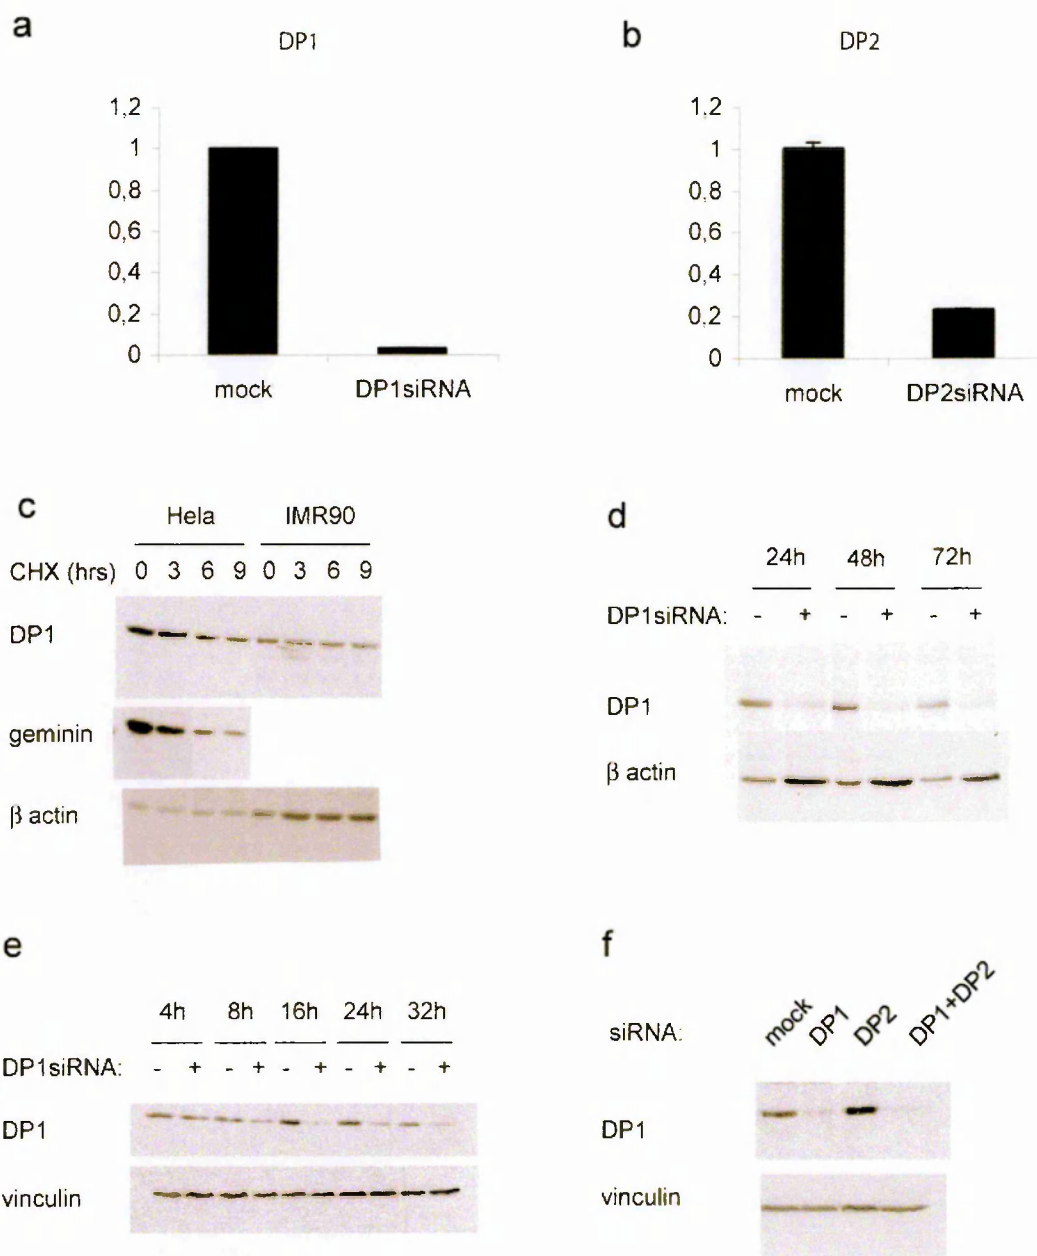 a
DP1
1,2
1
0,8
0,6
0,4
0,2
0
mock DP1siRNA
b
DP2
1,2
1
0,8
0,6
0,4
0,2
0
mock DP2siRNA
c
Hela IMR90
CHX (hrs) 0 3 6 9 0 3 6 9
DP1
geminin
β actin
d
24h 48h 72h
DP1siRNA: - + - + - +
DP1
β actin
e
4h 8h 16h 24h 32h
DP1siRNA: - + - + - + - + - +
DP1
vinculin
f
siRNA: mock DP1 DP2 DP1+DP2
DP1
vinculin